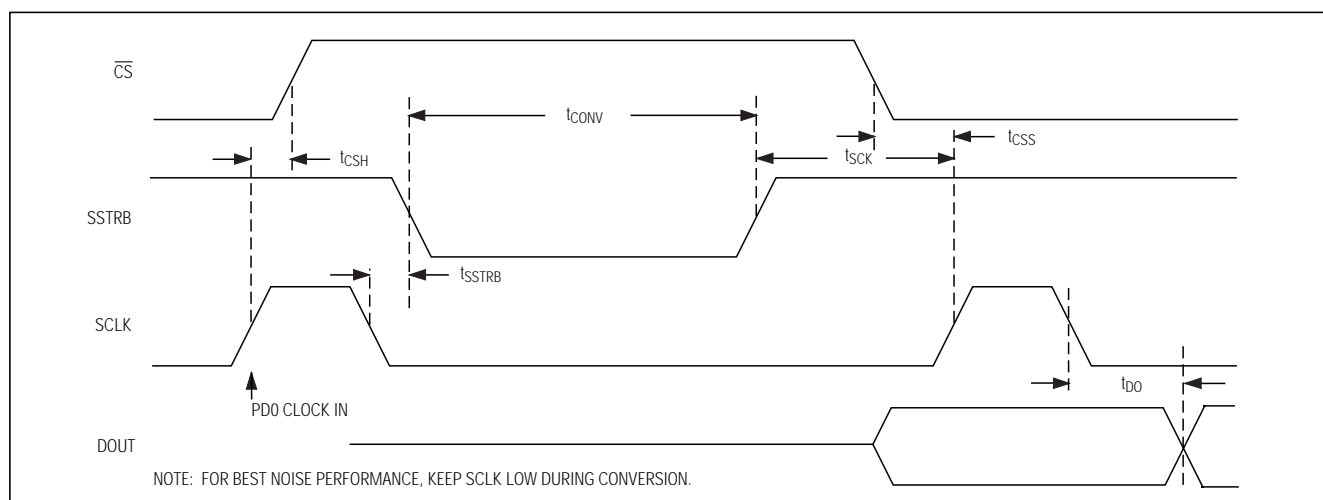 CS
tCONV
tCSS
tCSH
tSCK
SSTRB
tSSTRB
SCLK
tDO
PD0 CLOCK IN
DOUT
NOTE: FOR BEST NOISE PERFORMANCE, KEEP SCLK LOW DURING CONVERSION.